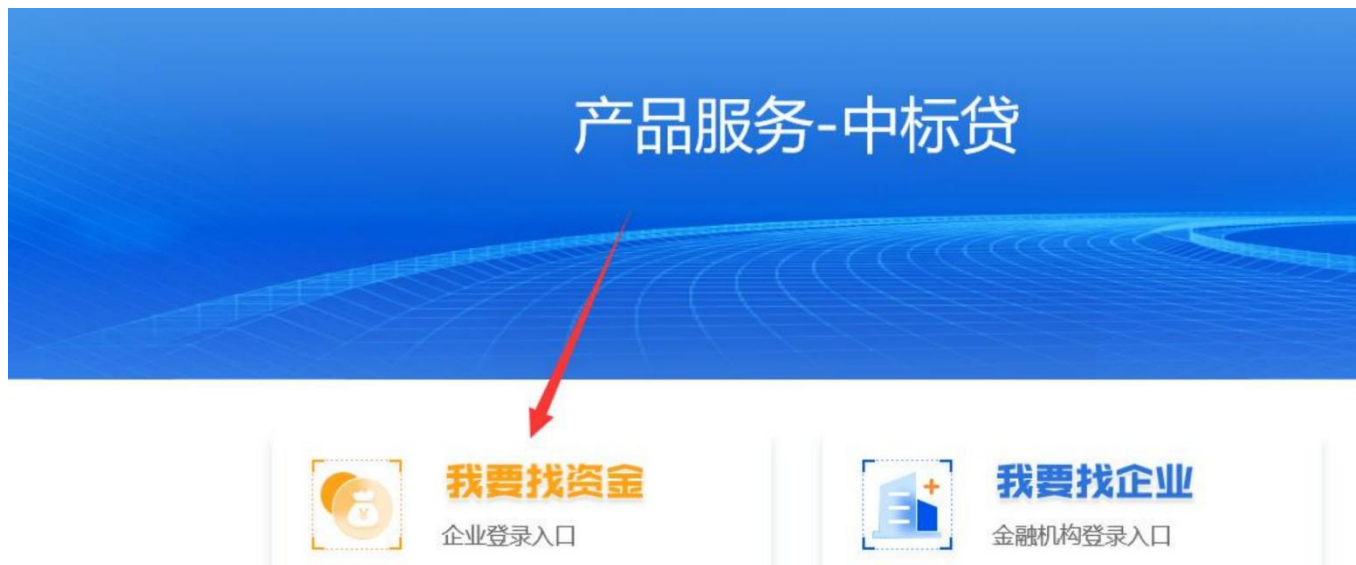 产品服务-中标贷
我要找资金
企业登录入口
我要找企业
金融机构登录入口